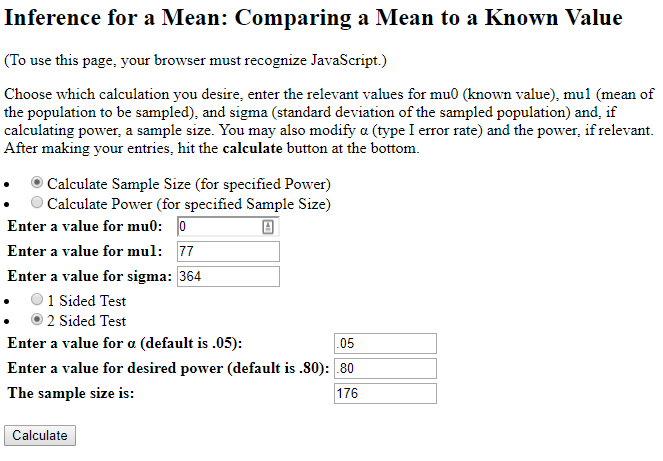 Inference for a Mean: Comparing a Mean to a Known Value
(To use this page, your browser must recognize JavaScript.)
Choose which calculation you desire, enter the relevant values for mu0 (known value), mu1 (mean of
the population to be sampled), and sigma (standard deviation of the sampled population) and, if
calculating power, a sample size. You may also modify α (type I error rate) and the power, if relevant.
After making your entries, hit the calculate button at the bottom.
Calculate Sample Size (for specified Power)
Calculate Power (for specified Sample Size)
Enter a value for mu0: 0
Enter a value for mu1: 77
Enter a value for sigma: 364
1 Sided Test
2 Sided Test
Enter a value for α (default is .05): .05
Enter a value for desired power (default is .80): .80
The sample size is: 176
Calculate